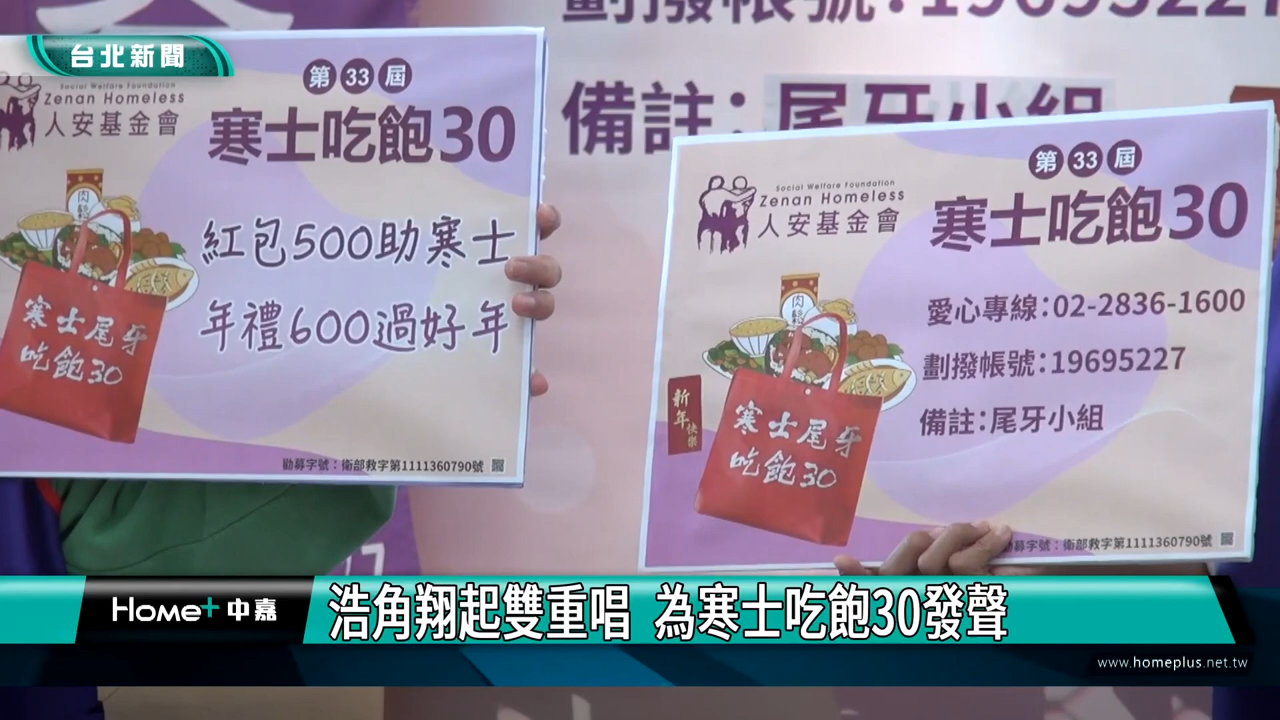 台北新聞
劃撥帳號：19695227
備註：尾牙小組
第33屆
Social Welfare Foundation
Zenan Homeless
人安基金會
寒士吃飽30
紅包500助寒士
年禮600過好年
寒士尾牙
吃飽30
勸募字號：衛部救字第1111360790號
第33屆
Social Welfare Foundation
Zenan Homeless
人安基金會
寒士吃飽30
愛心專線：02-2836-1600
劃撥帳號：19695227
備註：尾牙小組
新年
快樂
寒士尾牙
吃飽30
勸募字號：衛部救字第1111360790號
Home+中嘉
浩角翔起雙重唱 為寒士吃飽30發聲
www.homeplus.net.tw